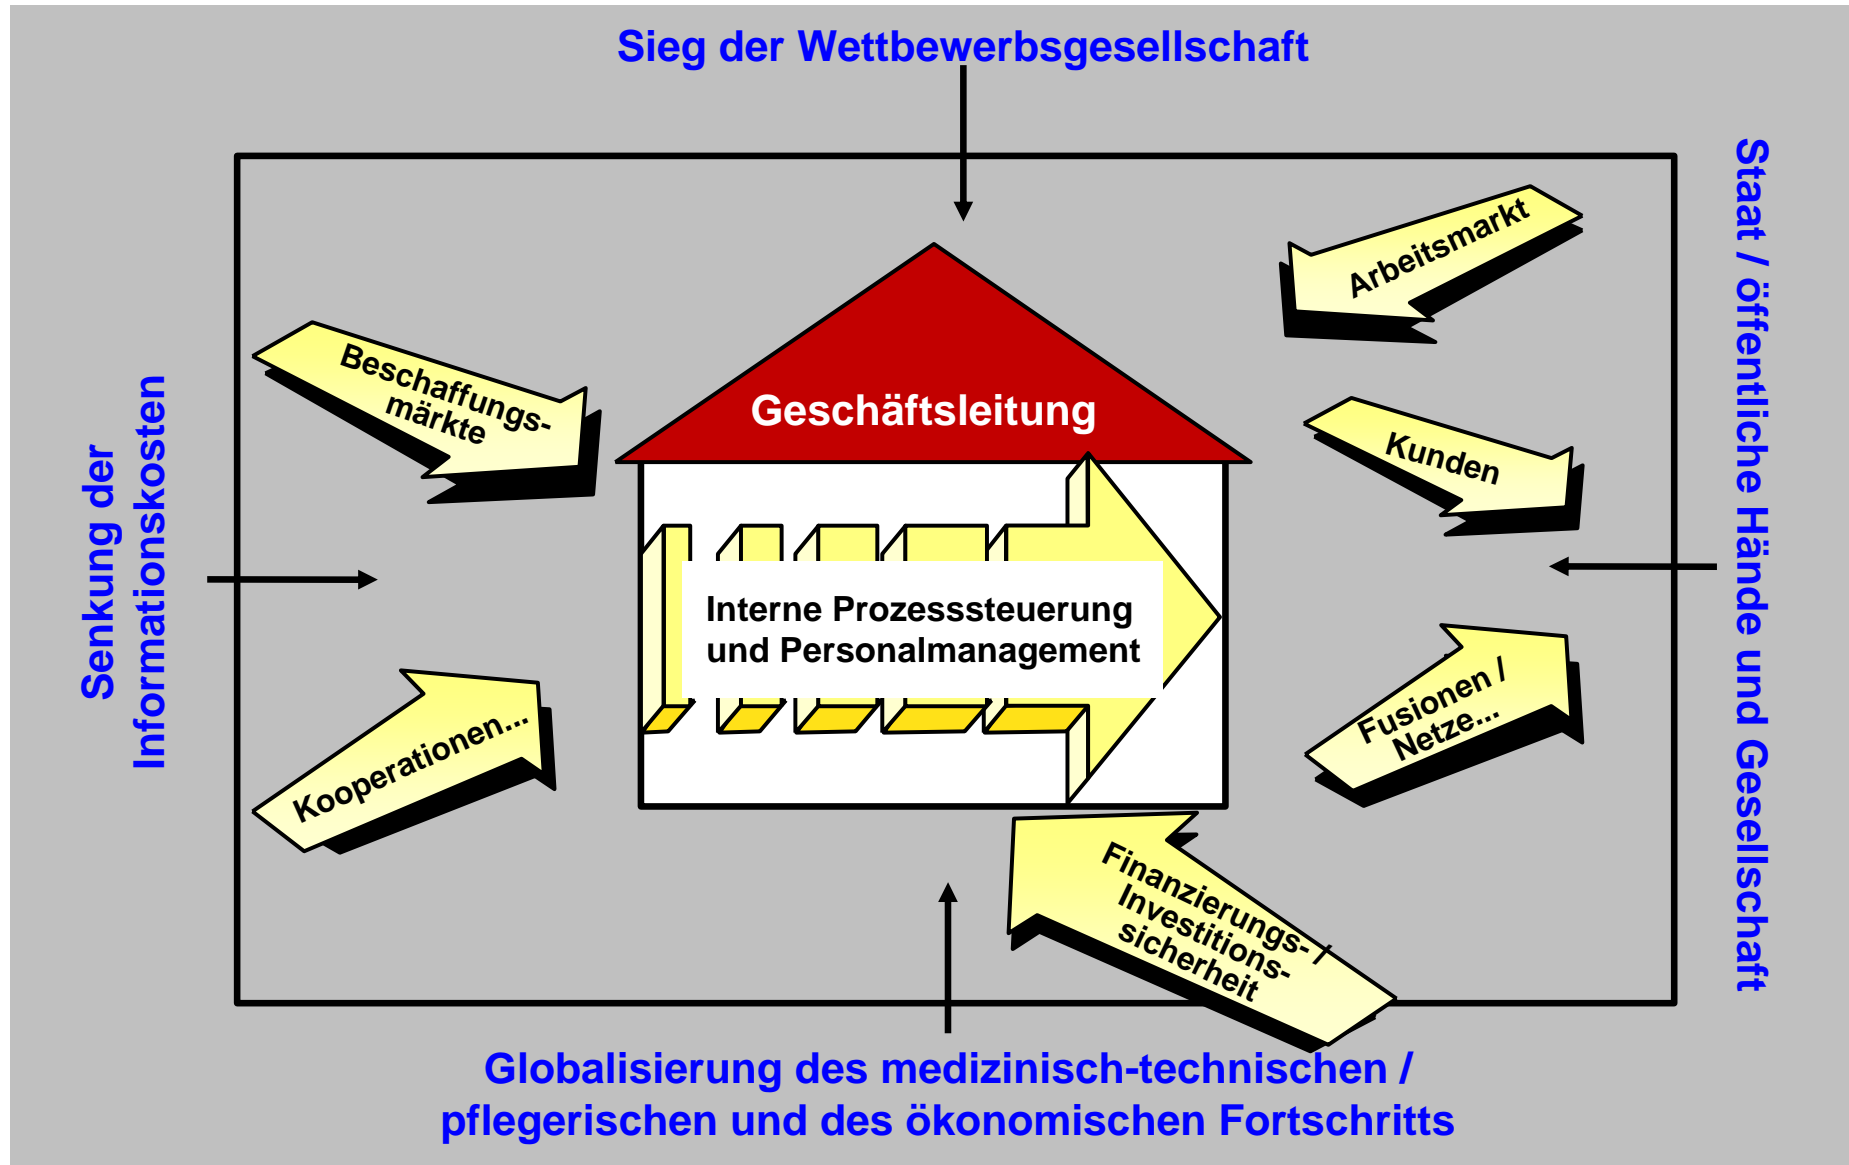 Sieg der Wettbewerbsgesellschaft
Staat / öffentliche Hände und Gesellschaft
Arbeitsmarkt
Beschaffungs-
märkte
Geschäftsleitung
Kunden
Senkung der
Informationskosten
Interne Prozesssteuerung
und Personalmanagement
Kooperationen...
Fusionen /
Netze...
Finanzierungs- /
Investitions-
sicherheit
Globalisierung des medizinisch-technischen /
pflegerischen und des ökonomischen Fortschritts